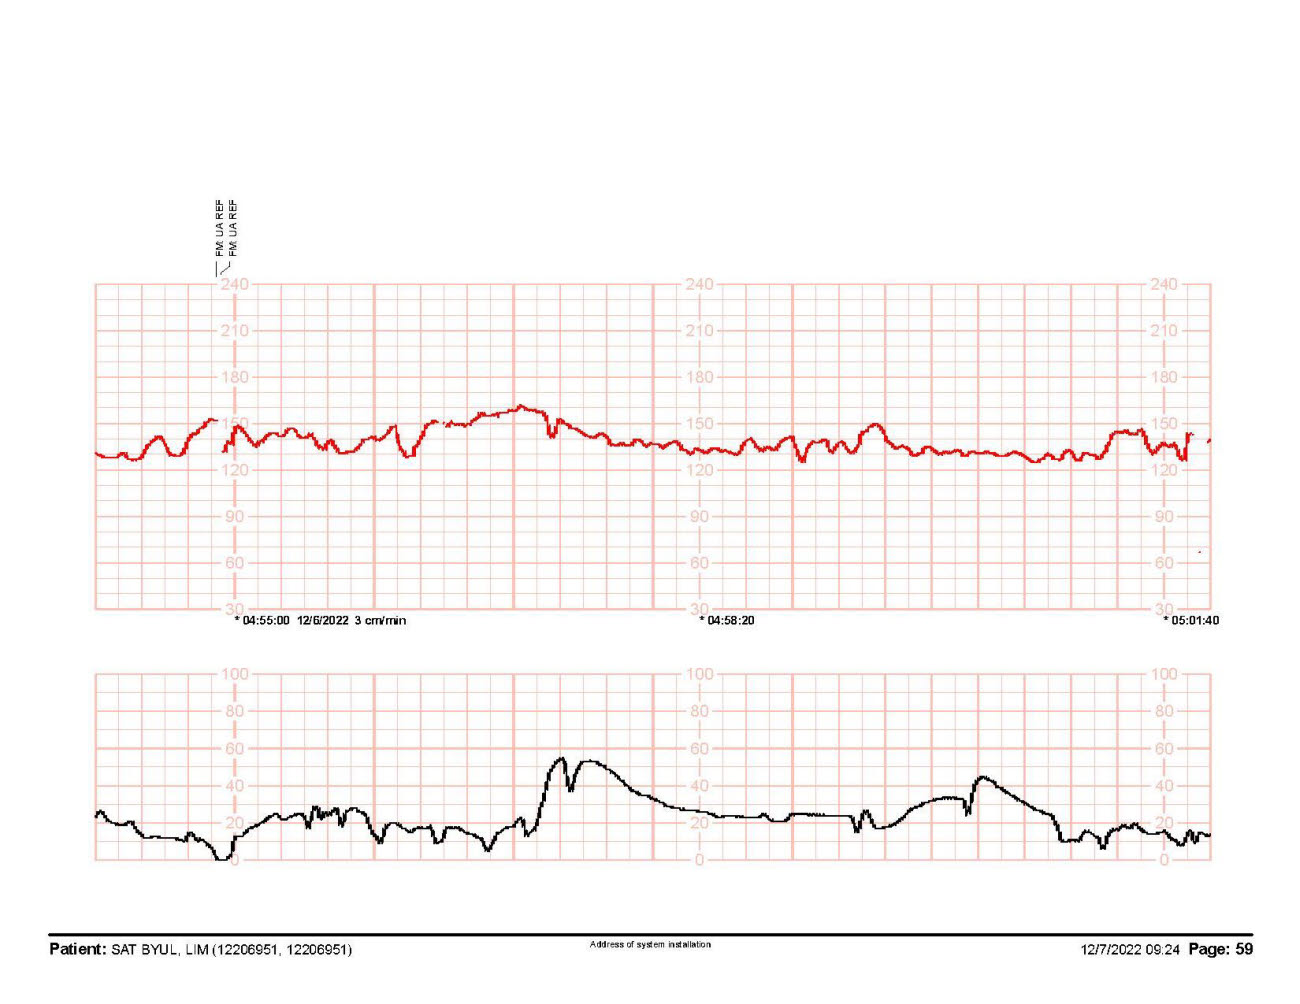 FM: UA REF
FM: UA REF
240 240 240
210 210 210
180 180 180
150 150 150
120 120 120
90 90 90
60 60 60
30 30 30
* 04:55:00 12/6/2022 3 cm/min * 04:58:20 * 05:01:40
100 100 100
80 80 80
60 60 60
40 40 40
20 20 20
0 0 0
Patient: SAT BYUL, LIM (12206951, 12206951) Address of system installation 12/7/2022 09:24 Page: 59